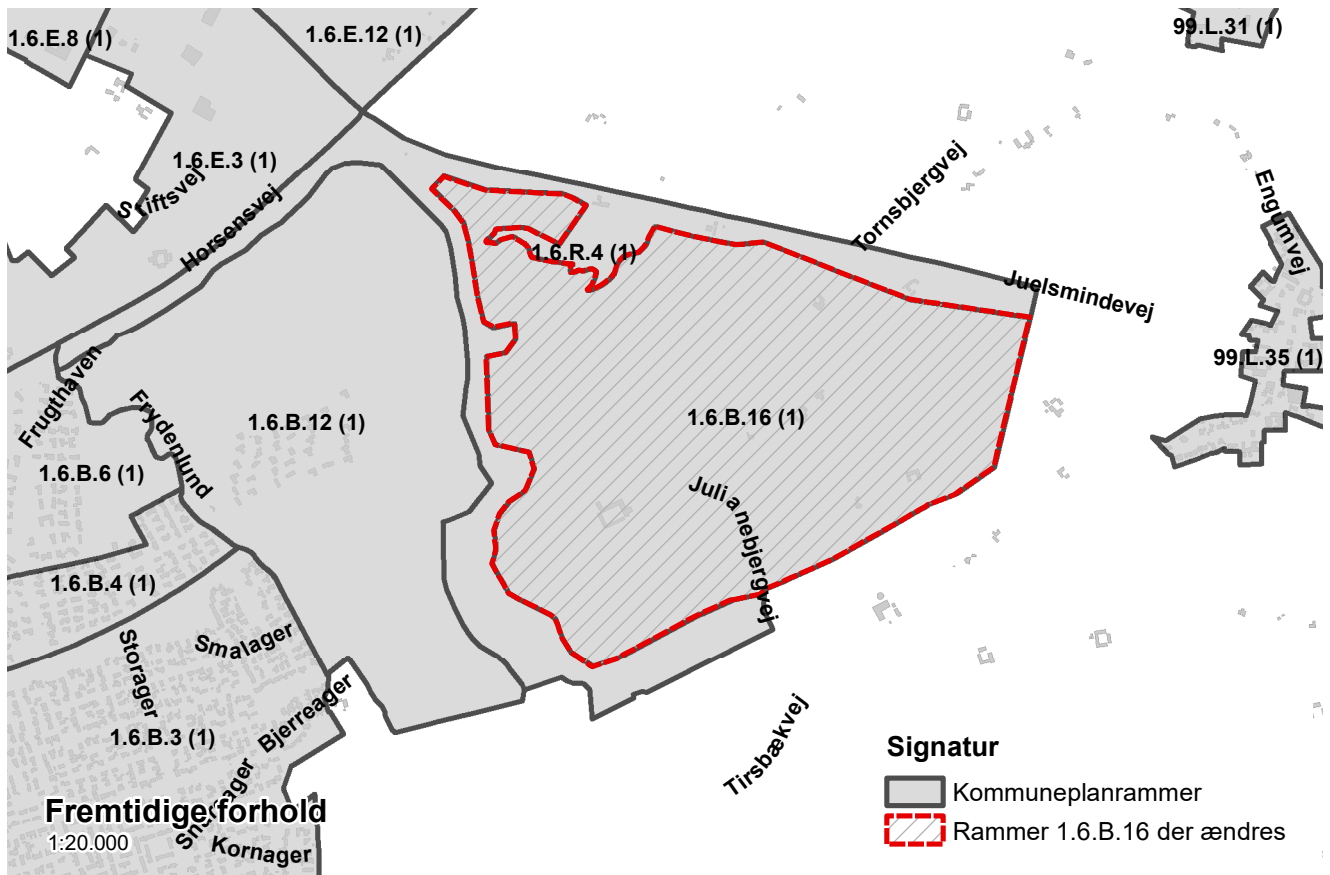 1.6.E.8 (1)
1.6.E.12 (1)
99.L.31 (1)
1.6.E.3 (1)
Stiftsvej
Horsensvej
Tornsbjergvej
Engumvej
1.6.R.4 (1)
Juelsmindevej
99.L.35 (1)
Frugthaven
Frydenlund
1.6.B.12 (1)
1.6.B.16 (1)
1.6.B.6 (1)
Julianebjergvej
1.6.B.4 (1)
Smalager
Storager
Bjerreager
1.6.B.3 (1)
Tirsbækvej
Signatur
Kommuneplanrammer
Rammer 1.6.B.16 der ændres
Fremtidige forhold
1:20.000
Kornager